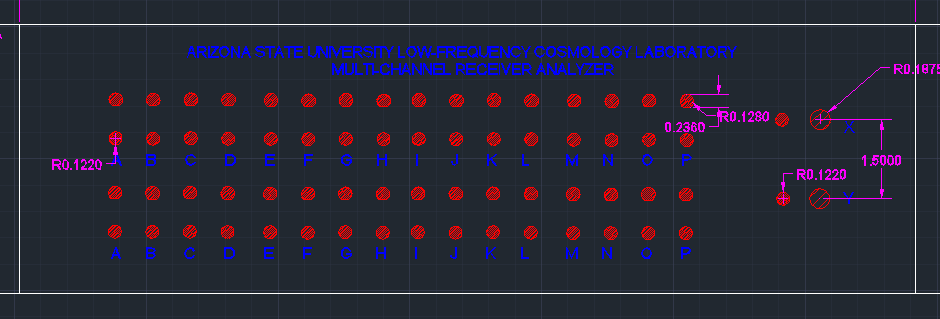 ARIZONA STATE UNIVERSITY LOW-FREQUENCY COSMOLOGY LABORATORY
MULTI-CHANNEL RECEIVER ANALYZER
R0.1875
R0.1280
0.2360
X
A B C D E F G H I J K L M N O P
R0.1220
1.5000
R0.1220
Y
A B C D E F G H I J K L M N O P